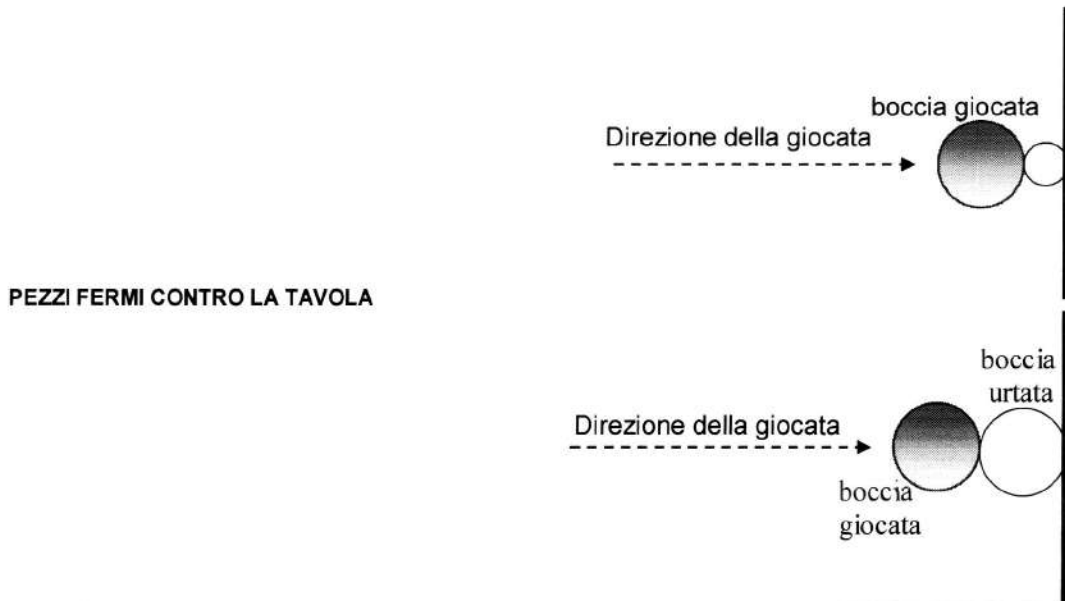 boccia giocata
Direzione della giocata
PEZZI FERMI CONTRO LA TAVOLA
boccia
urtata
Direzione della giocata
boccia
giocata